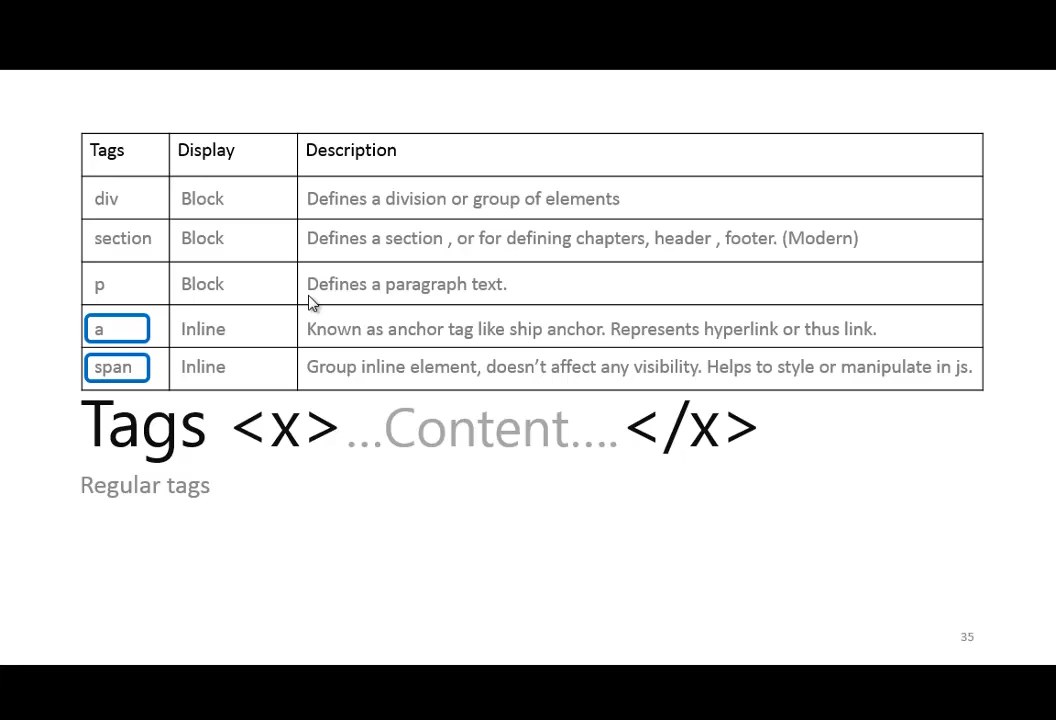 Tags Display Description
div Block Defines a division or group of elements
section Block Defines a section , or for defining chapters, header , footer. (Modern)
p Block Defines a paragraph text.
a Inline Known as anchor tag like ship anchor. Represents hyperlink or thus link.
span Inline Group inline element, doesn’t affect any visibility. Helps to style or manipulate in js.
Tags <x>...Content....</x>
Regular tags
35